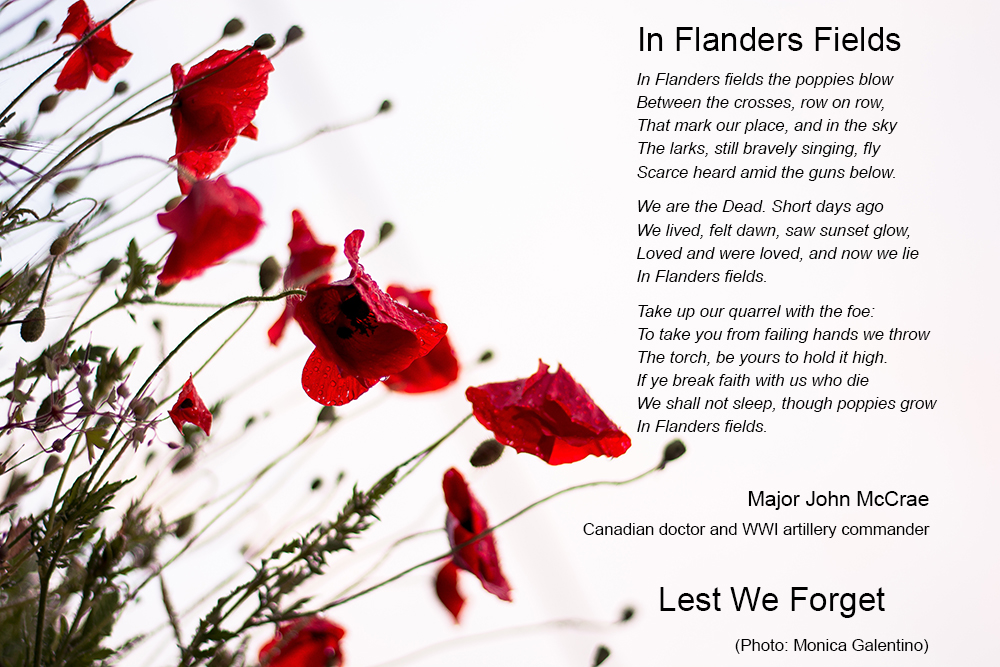 In Flanders Fields
In Flanders fields the poppies blow
Between the crosses, row on row,
That mark our place, and in the sky
The larks, still bravely singing, fly
Scarce heard amid the guns below.
We are the Dead. Short days ago
We lived, felt dawn, saw sunset glow,
Loved and were loved, and now we lie
In Flanders fields.
Take up our quarrel with the foe:
To take you from failing hands we throw
The torch, be yours to hold it high.
If ye break faith with us who die
We shall not sleep, though poppies grow
In Flanders fields.
Major John McCrae
Canadian doctor and WWI artillery commander
Lest We Forget
(Photo: Monica Galentino)